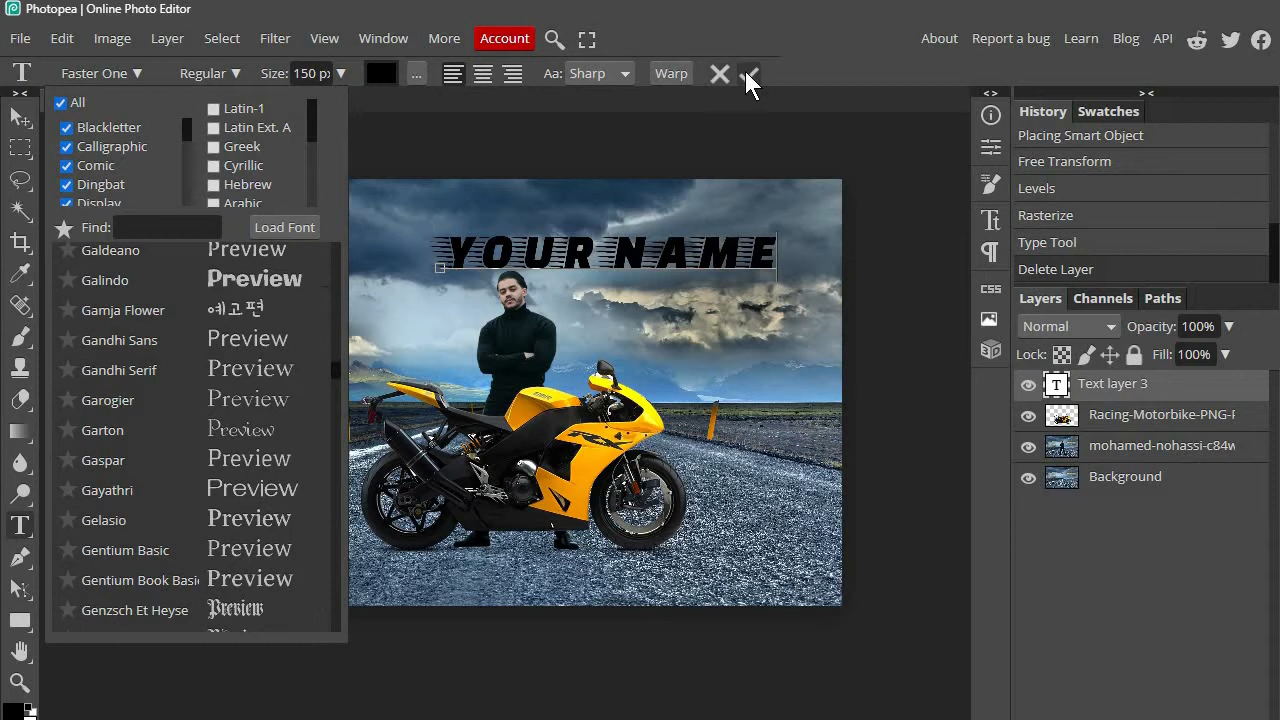 Photopea | Online Photo Editor
File Edit Image Layer Select Filter View Window More Account About Report a bug Learn Blog API
Faster One ▼ Regular ▼ Size: 150 px ▼ ... Aa: Sharp Warp
> < < > > <
All
Blackletter
Calligraphic
Comic
Dingbat
Display
Latin-1
Latin Ext. A
Greek
Cyrillic
Hebrew
Arabic
Find: Load Font
Galdeano Preview
Galindo Preview
Gamja Flower 예고편
Gandhi Sans Preview
Gandhi Serif Preview
Garogier Preview
Garton Preview
Gaspar Preview
Gayathri Preview
Gelasio Preview
Gentium Basic Preview
Gentium Book Basic Preview
Genzsch Et Heyse Preview
YOUR NAME
CSS
History Swatches
Placing Smart Object
Free Transform
Levels
Rasterize
Type Tool
Delete Layer
Layers Channels Paths
Normal Opacity: 100% ▼
Lock: Fill: 100% ▼
Text layer 3
Racing-Motorbike-PNG-F
mohamed-nohassi-c84w
Background